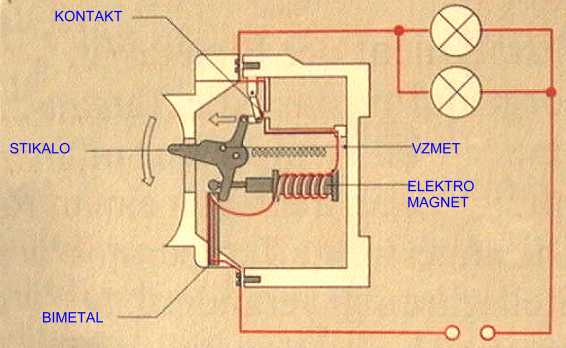 KONTAKT
STIKALO
VZMET
ELEKTRO
MAGNET
BIMETAL